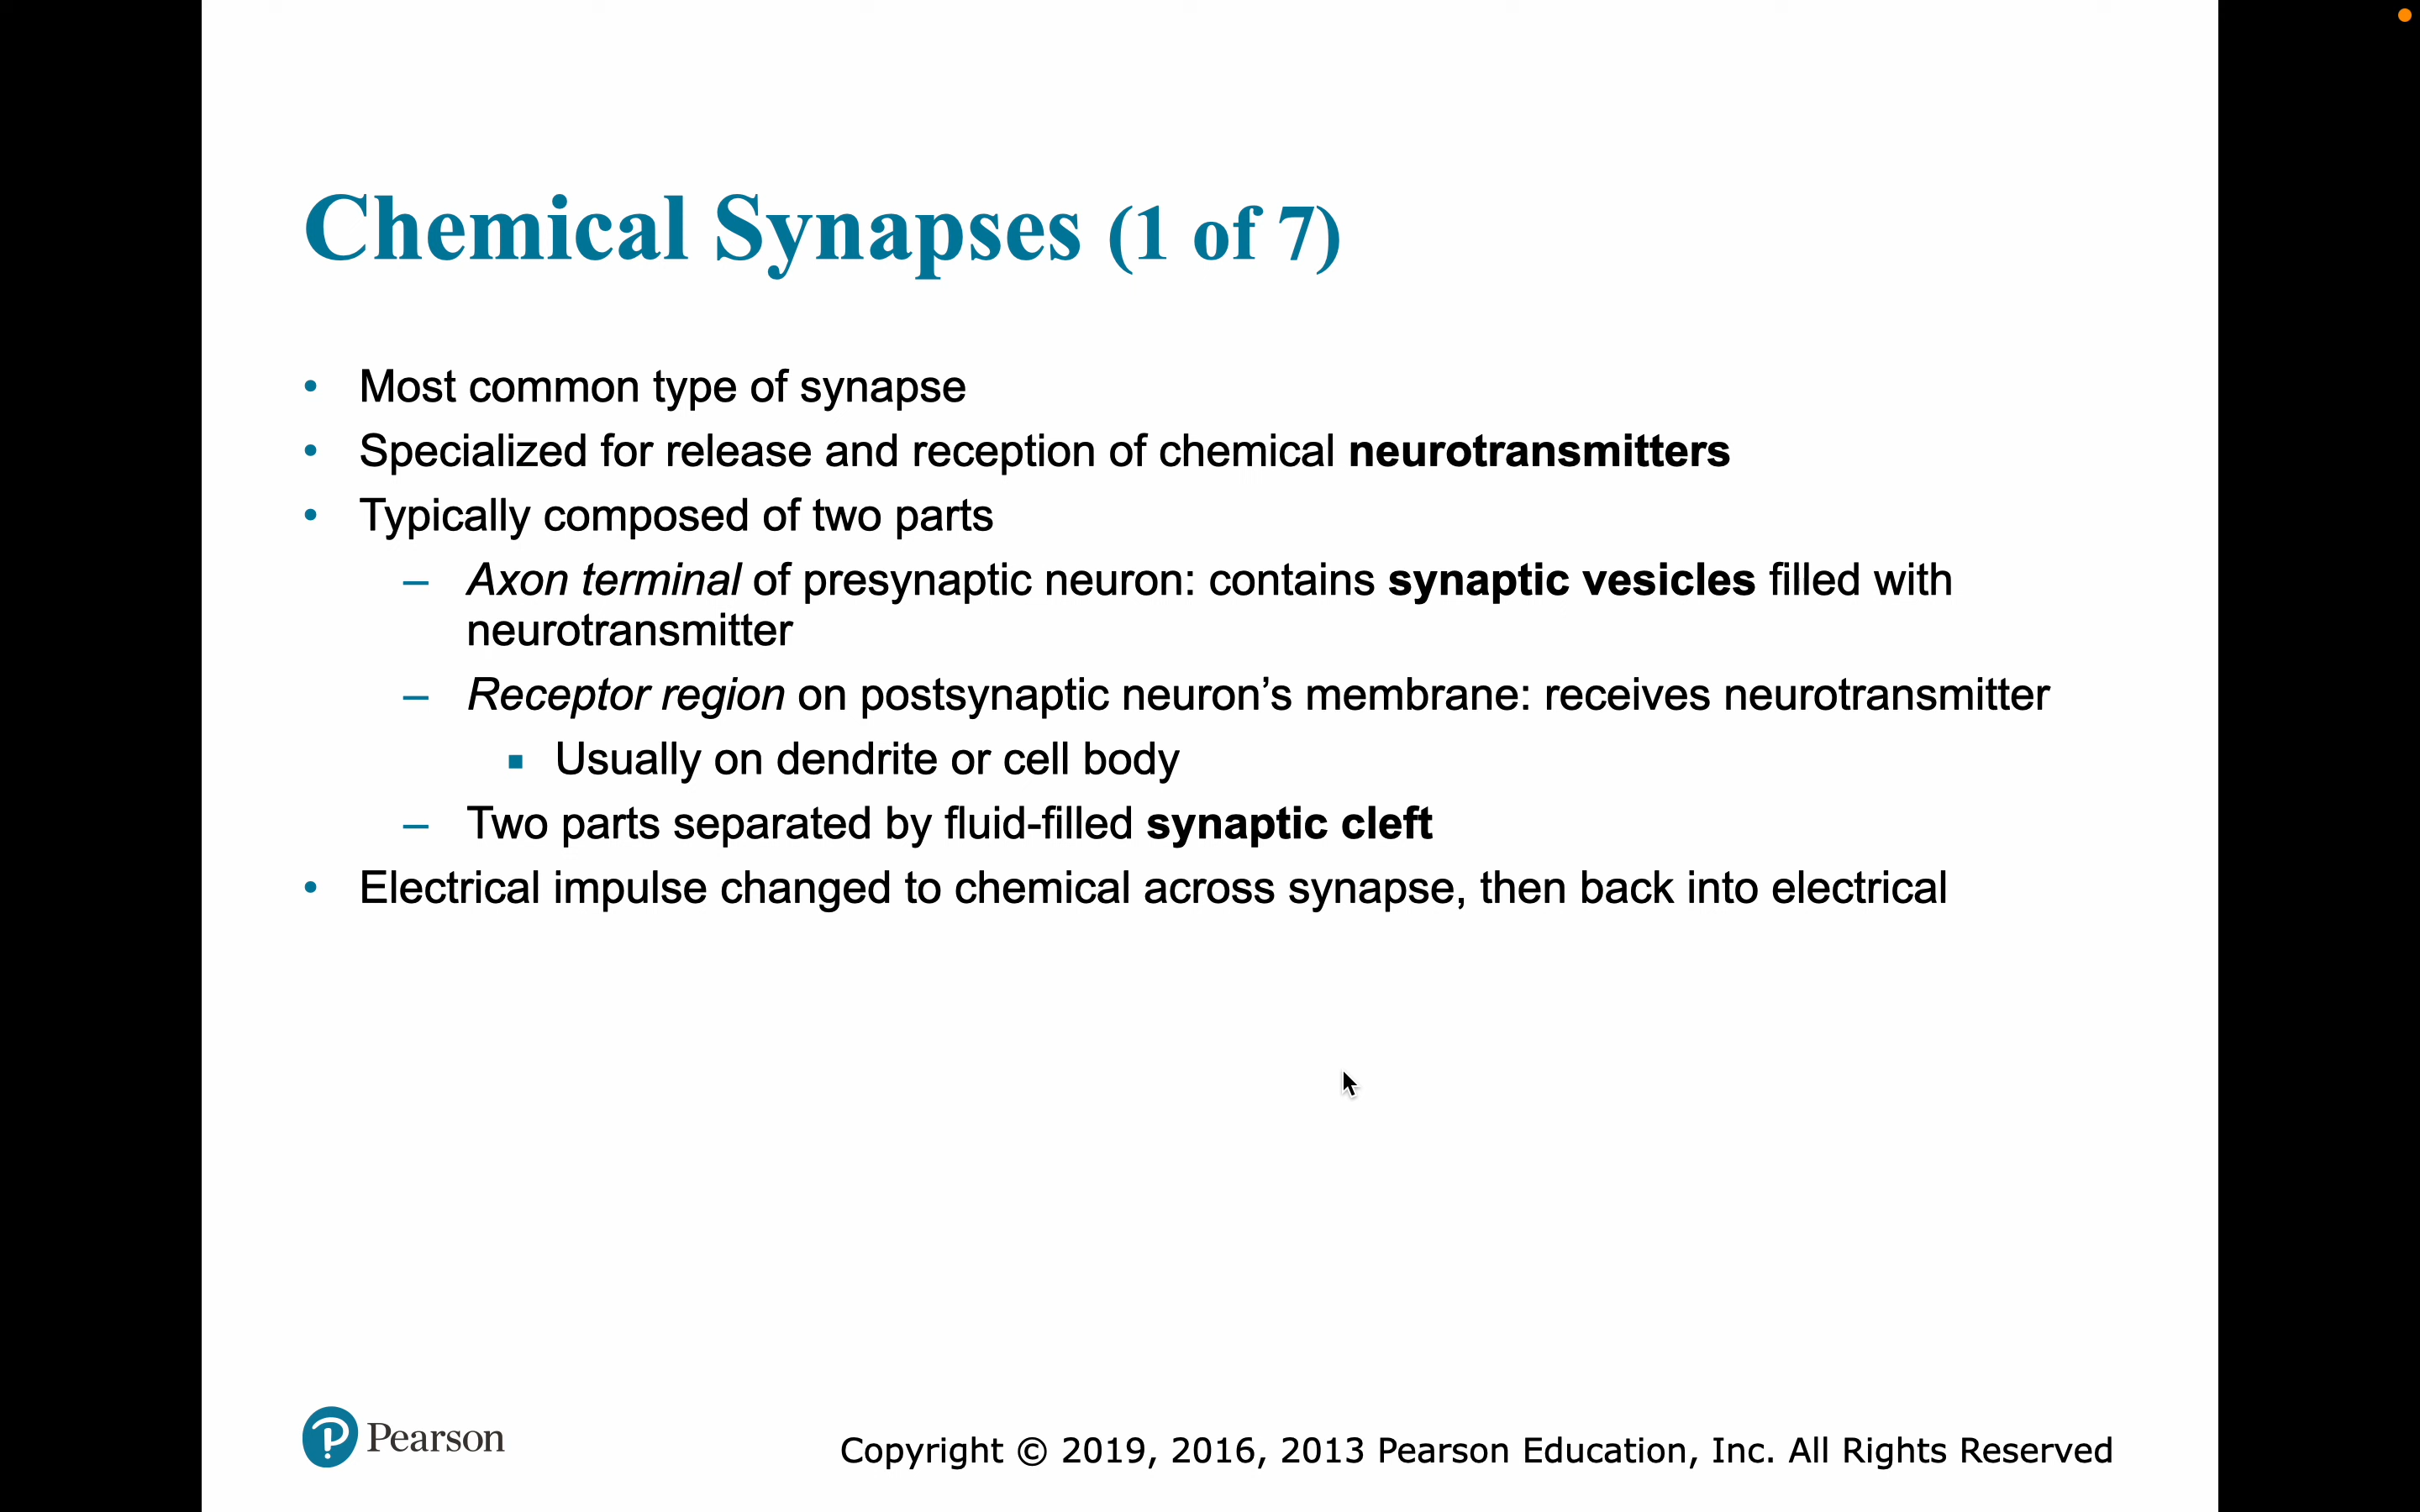 Chemical Synapses (1 of 7)
• Most common type of synapse
• Specialized for release and reception of chemical neurotransmitters
• Typically composed of two parts
– Axon terminal of presynaptic neuron: contains synaptic vesicles filled with
neurotransmitter
– Receptor region on postsynaptic neuron’s membrane: receives neurotransmitter
▪ Usually on dendrite or cell body
– Two parts separated by fluid-filled synaptic cleft
• Electrical impulse changed to chemical across synapse, then back into electrical
Pearson
Copyright © 2019, 2016, 2013 Pearson Education, Inc. All Rights Reserved